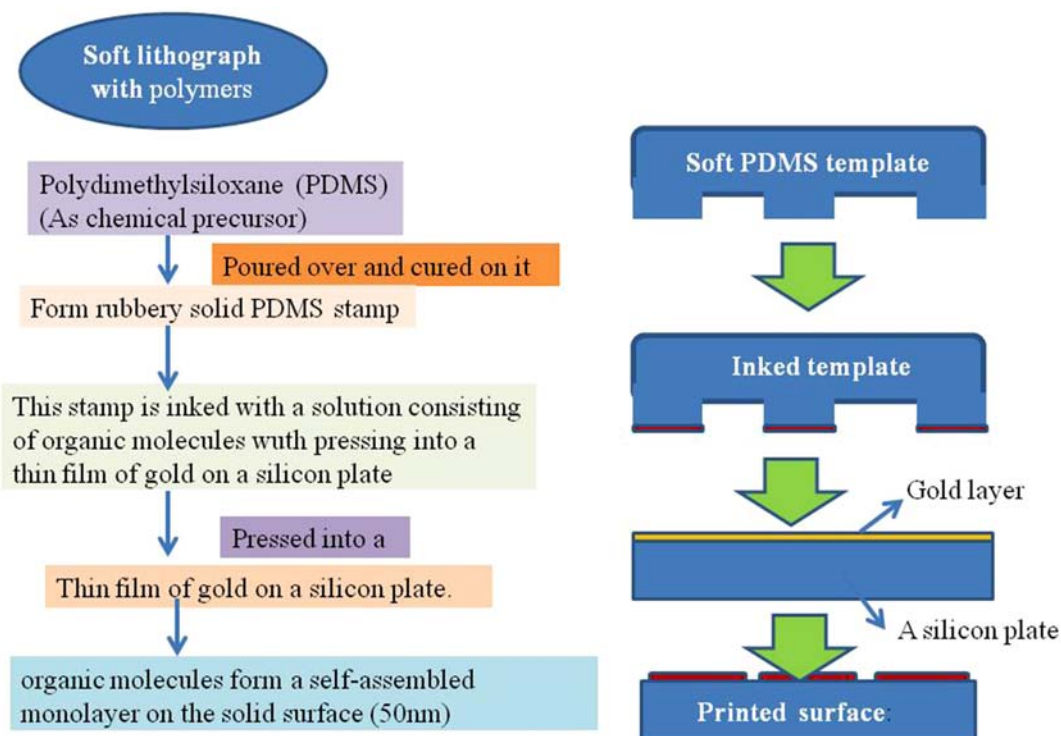 Soft lithograph
with polymers
Polydimethylsiloxane (PDMS)
(As chemical precursor)
Poured over and cured on it
Form rubbery solid PDMS stamp
This stamp is inked with a solution consisting
of organic molecules wuth pressing into a
thin film of gold on a silicon plate
Pressed into a
Thin film of gold on a silicon plate.
organic molecules form a self-assembled
monolayer on the solid surface (50nm)
Soft PDMS template
Inked template
Gold layer
A silicon plate
Printed surface: